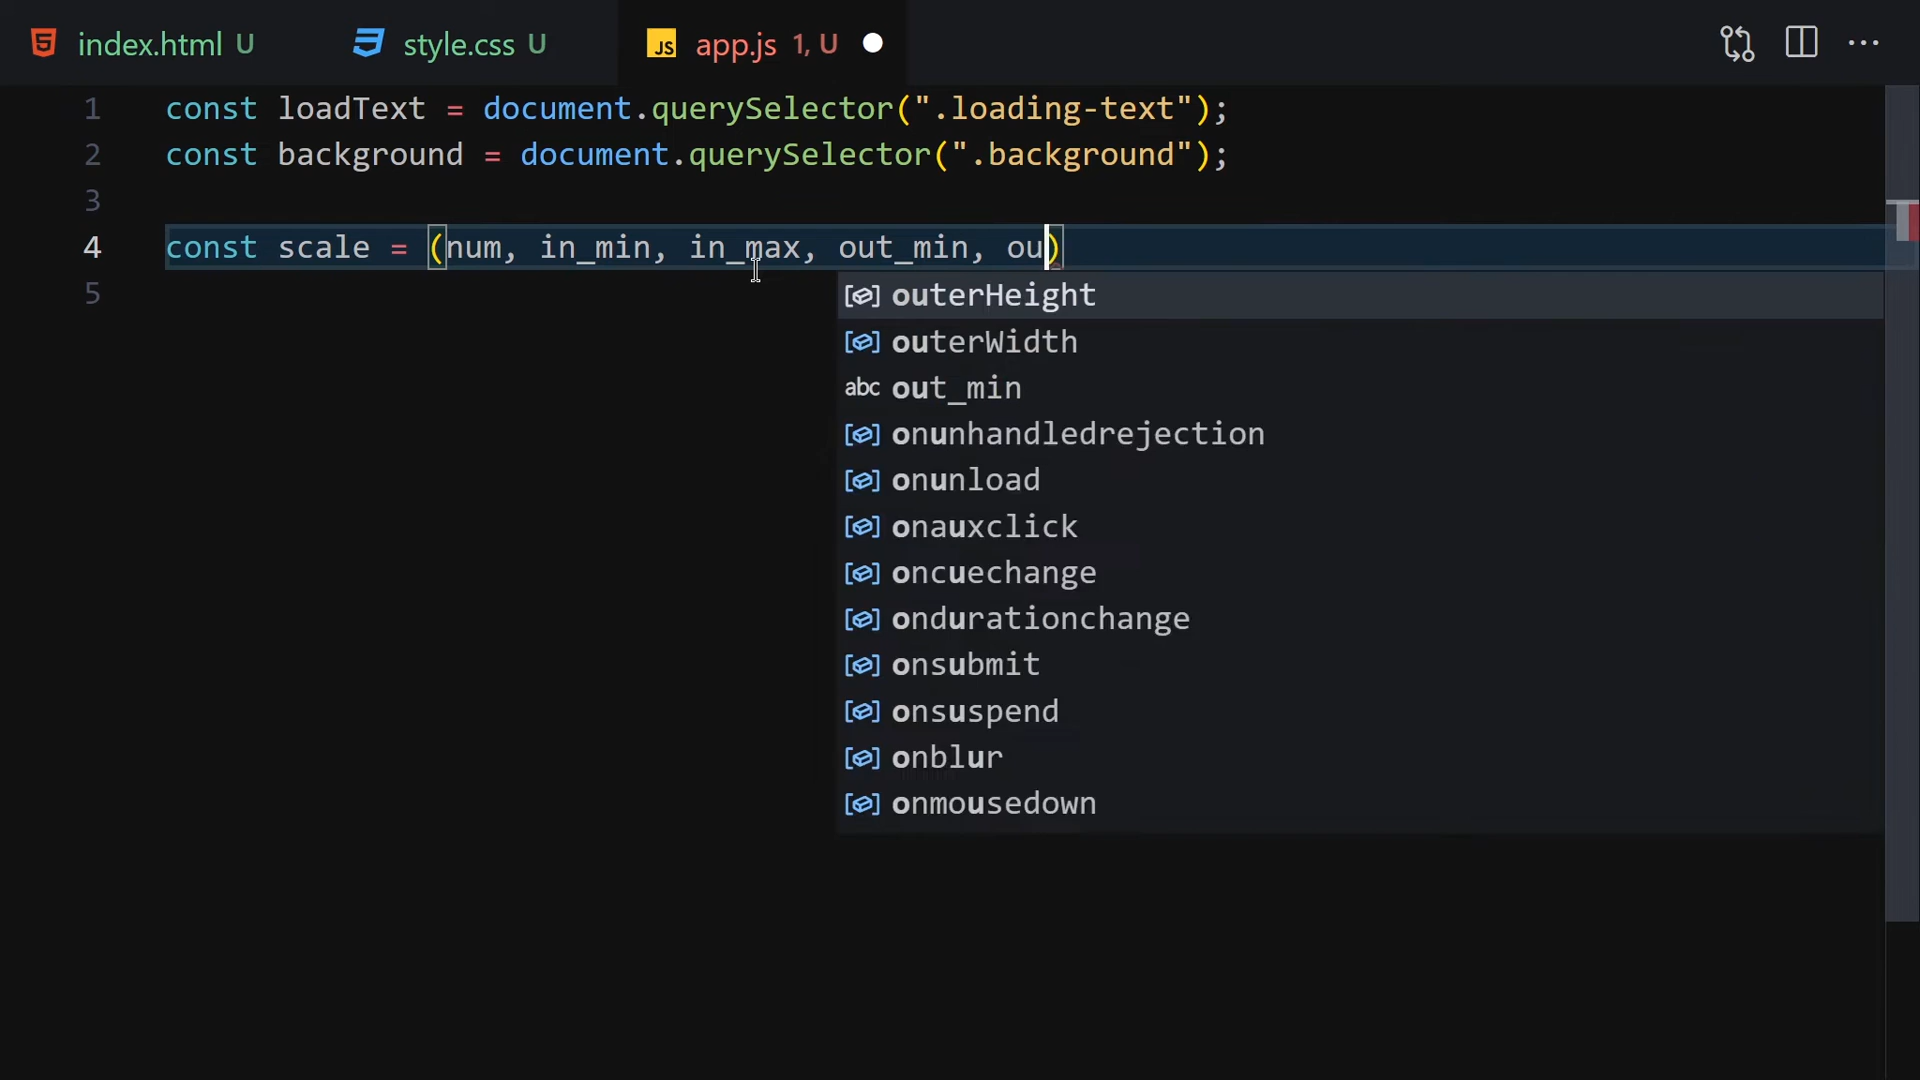 index.html U style.css U JS app.js 1, U
1 const loadText = document.querySelector(".loading-text");
2 const background = document.querySelector(".background");
3
4 const scale = (num, in_min, in_max, out_min, ou)
5
outerHeight
outerWidth
abc out_min
onunhandledrejection
onunload
onauxclick
oncuechange
ondurationchange
onsubmit
onsuspend
onblur
onmousedown